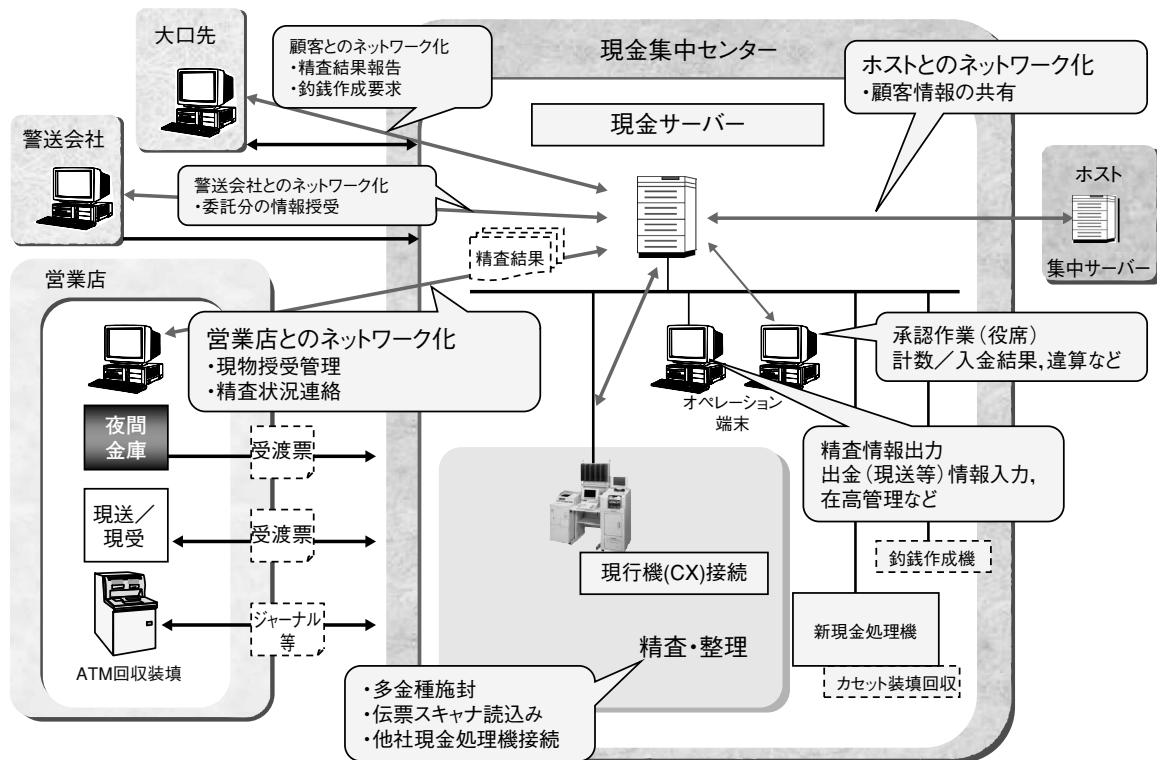 大口先
顧客とのネットワーク化
・精査結果報告
・釣銭作成要求
現金集中センター
ホストとのネットワーク化
・顧客情報の共有
現金サーバー
警送会社
警送会社とのネットワーク化
・委託分の情報授受
ホスト
集中サーバー
精査結果
営業店
営業店とのネットワーク化
・現物授受管理
・精査状況連絡
承認作業(役席)
計数/入金結果,違算など
オペレーション
端末
夜間
金庫
受渡票
精査情報出力
出金(現送等)情報入力,
在高管理など
現送/
現受
受渡票
現行機(CX)接続
釣銭作成機
ジャーナル
等
新現金処理機
精査・整理
ATM回収装填
カセット装填回収
・多金種施封
・伝票スキャナ読込み
・他社現金処理機接続